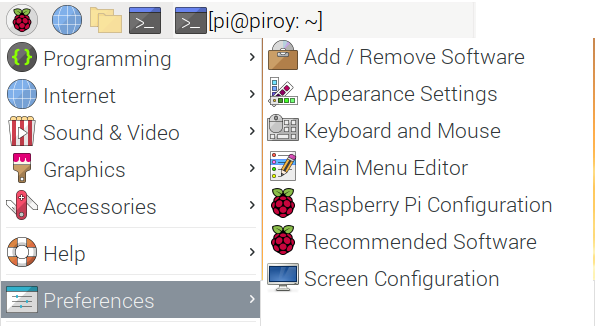 [pi@piroy: ~]
Programming
Internet
Sound & Video
Graphics
Accessories
Help
Preferences
Add / Remove Software
Appearance Settings
Keyboard and Mouse
Main Menu Editor
Raspberry Pi Configuration
Recommended Software
Screen Configuration